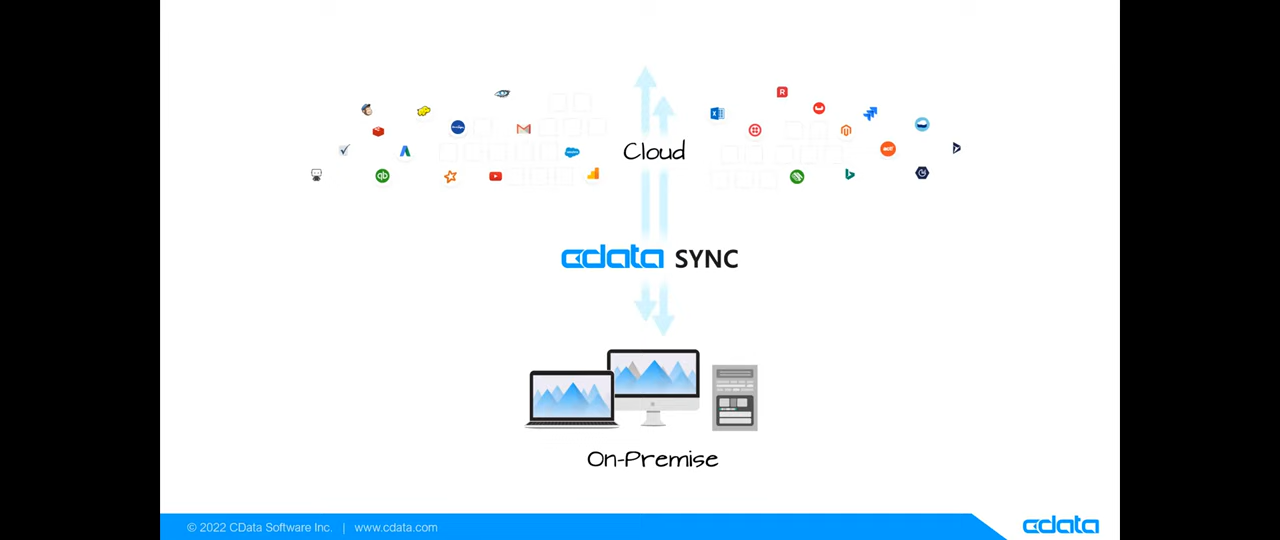 Cloud
cdata SYNC
On-Premise
© 2022 CData Software Inc. | www.cdata.com
cdata